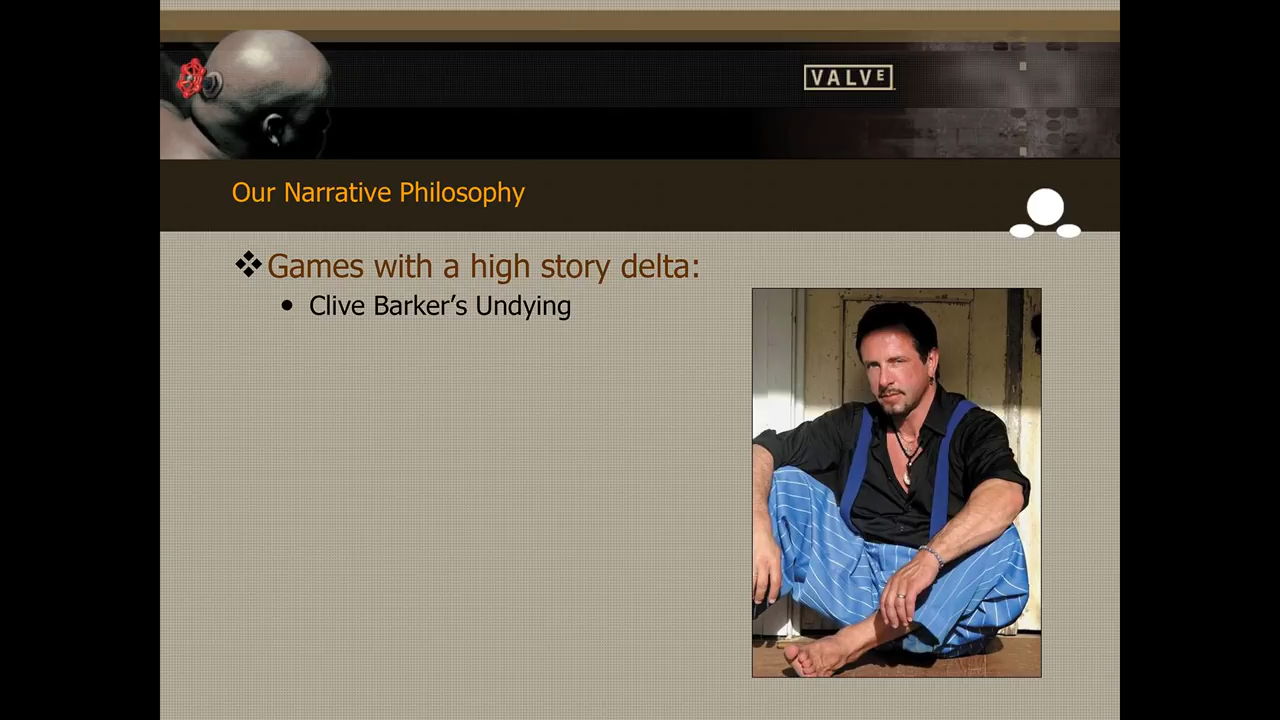 VALVE
Our Narrative Philosophy
Games with a high story delta:
Clive Barker's Undying